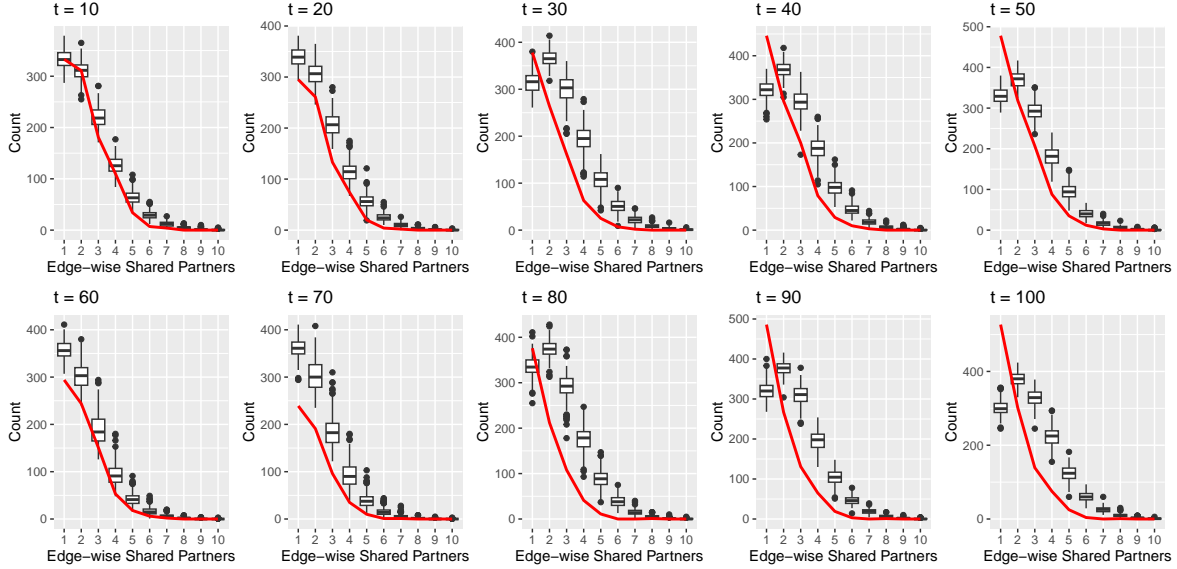 t = 10
t = 20
t = 30
t = 40
t = 50
Count
300
200
100
0
1 2 3 4 5 6 7 8 9 10
Edge-wise Shared Partners
Count
300
200
100
0
1 2 3 4 5 6 7 8 9 10
Edge-wise Shared Partners
Count
400
300
200
100
0
1 2 3 4 5 6 7 8 9 10
Edge-wise Shared Partners
Count
400
300
200
100
0
1 2 3 4 5 6 7 8 9 10
Edge-wise Shared Partners
Count
500
400
300
200
100
0
1 2 3 4 5 6 7 8 9 10
Edge-wise Shared Partners
t = 60
t = 70
t = 80
t = 90
t = 100
Count
400
300
200
100
0
1 2 3 4 5 6 7 8 9 10
Edge-wise Shared Partners
Count
400
300
200
100
0
1 2 3 4 5 6 7 8 9 10
Edge-wise Shared Partners
Count
400
300
200
100
0
1 2 3 4 5 6 7 8 9 10
Edge-wise Shared Partners
Count
500
400
300
200
100
0
1 2 3 4 5 6 7 8 9 10
Edge-wise Shared Partners
Count
400
200
0
1 2 3 4 5 6 7 8 9 10
Edge-wise Shared Partners